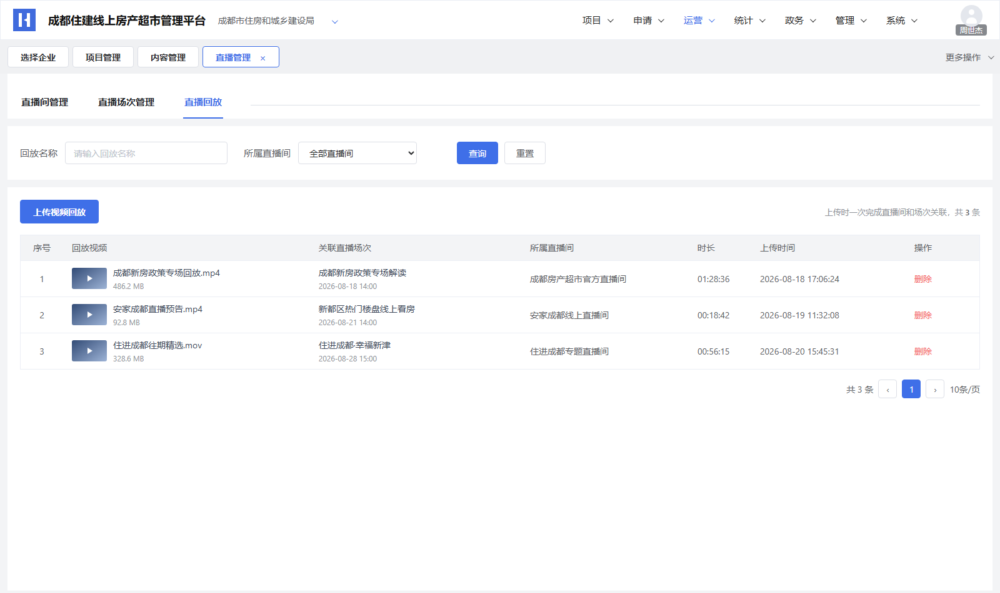 成都住建线上房产超市管理平台 成都市住房和城乡建设局 项目 申请 运营 统计 政务 管理 系统 周世杰
选择企业 项目管理 内容管理 直播管理 × 更多操作
直播间管理 直播场次管理 直播回放
回放名称 请输入回放名称 所属直播间 全部直播间 查询 重置
上传视频回放 上传时一次完成直播间和场次关联，共 3 条
序号 回放视频 关联直播场次 所属直播间 时长 上传时间 操作
1 成都新房政策专场回放.mp4 成都新房政策专场解读 成都房产超市官方直播间 01:28:36 2026-08-18 17:06:24 删除
486.2 MB 2026-08-18 14:00
2 安家成都直播预告.mp4 新都区热门楼盘线上看房 安家成都线上直播间 00:18:42 2026-08-19 11:32:08 删除
92.8 MB 2026-08-21 14:00
3 住进成都往期精选.mov 住进成都·幸福新津 住进成都专题直播间 00:56:15 2026-08-20 15:45:31 删除
328.6 MB 2026-08-28 15:00
共 3 条 ‹ 1 › 10条/页